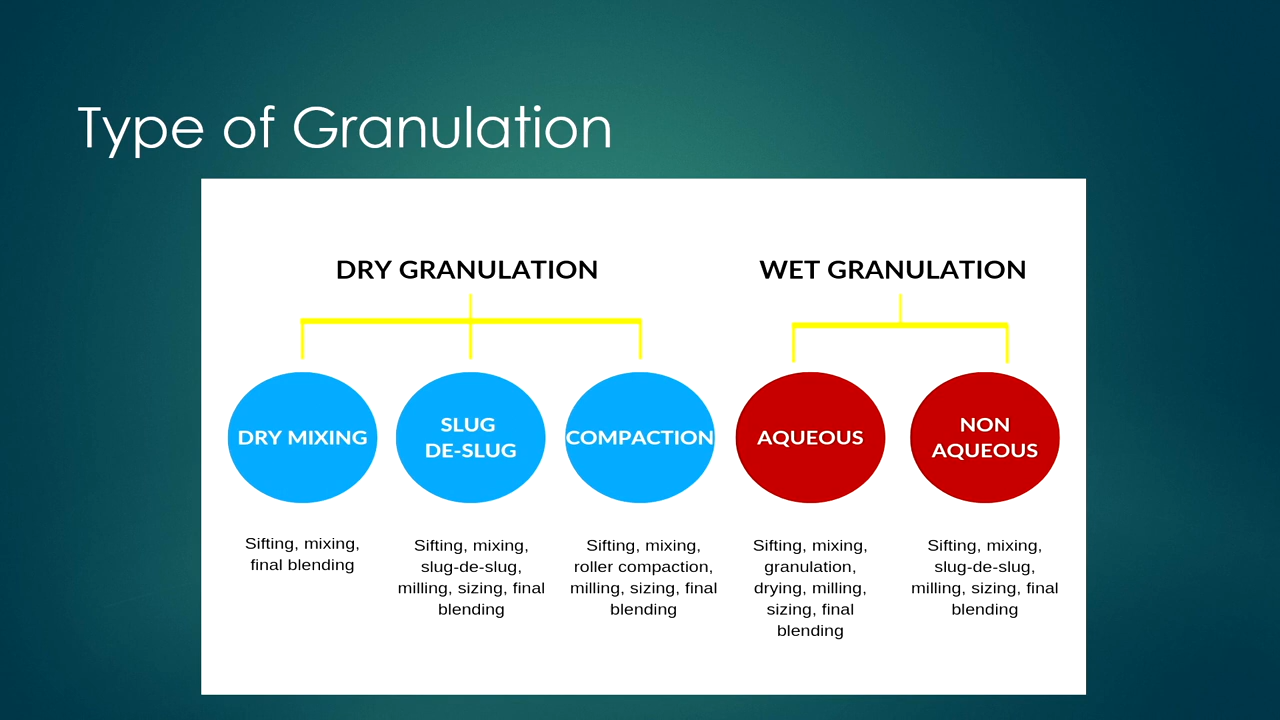 Type of Granulation
DRY GRANULATION
WET GRANULATION
DRY MIXING
SLUG
DE-SLUG
COMPACTION
AQUEOUS
NON
AQUEOUS
Sifting, mixing,
final blending
Sifting, mixing,
slug-de-slug,
milling, sizing, final
blending
Sifting, mixing,
roller compaction,
milling, sizing, final
blending
Sifting, mixing,
granulation,
drying, milling,
sizing, final
blending
Sifting, mixing,
slug-de-slug,
milling, sizing, final
blending